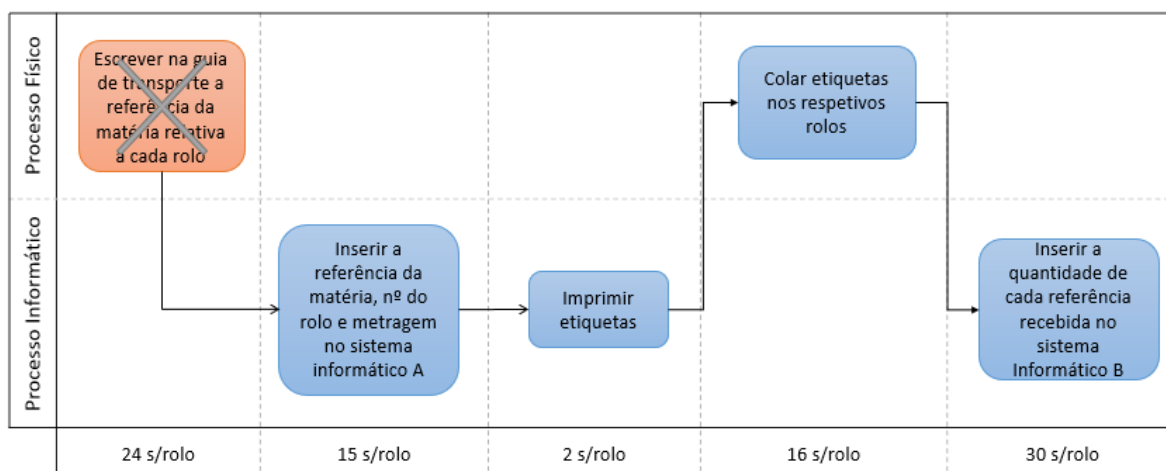 Processo Físico
Escrever na guia
de transporte a
referência da
matéria relativa
a cada rolo
Colar etiquetas
nos respetivos
rolos
Processo Informático
Inserir a
referência da
matéria, nº do
rolo e metragem
no sistema
informático A
Imprimir
etiquetas
Inserir a
quantidade de
cada referência
recebida no
sistema
Informático B
24 s/rolo
15 s/rolo
2 s/rolo
16 s/rolo
30 s/rolo